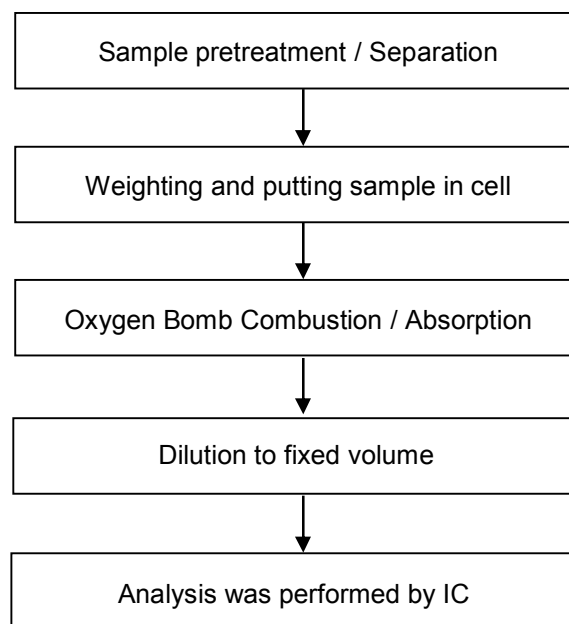 Sample pretreatment / Separation
Weighting and putting sample in cell
Oxygen Bomb Combustion / Absorption
Dilution to fixed volume
Analysis was performed by IC